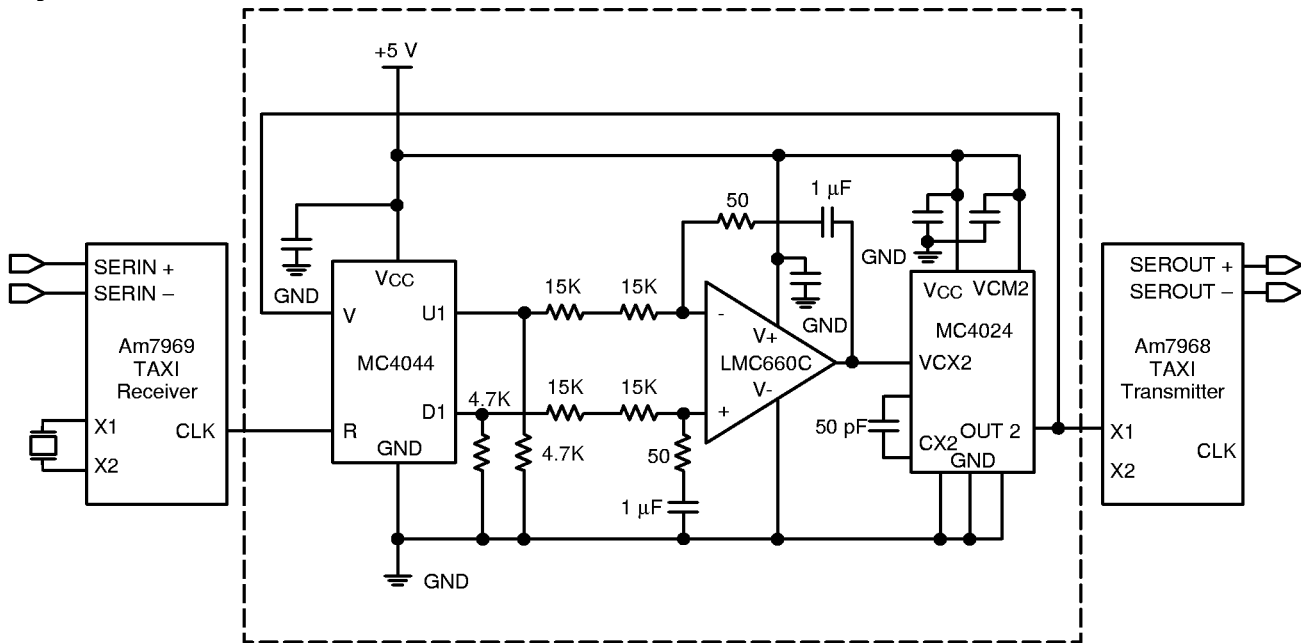 +5 V
SERIN +
SERIN –
Am7969
TAXI
Receiver
X1
X2
CLK
GND
VCC
V
U1
MC4044
D1
R
GND
15K
15K
15K
15K
4.7K
4.7K
50
1 μF
-
+
V+
LMC660C
V-
GND
50
1 μF
GND
GND
VCC
VCM2
MC4024
VCX2
50 pF
CX2
OUT 2
GND
SEROUT +
SEROUT –
Am7968
TAXI
Transmitter
X1
X2
CLK